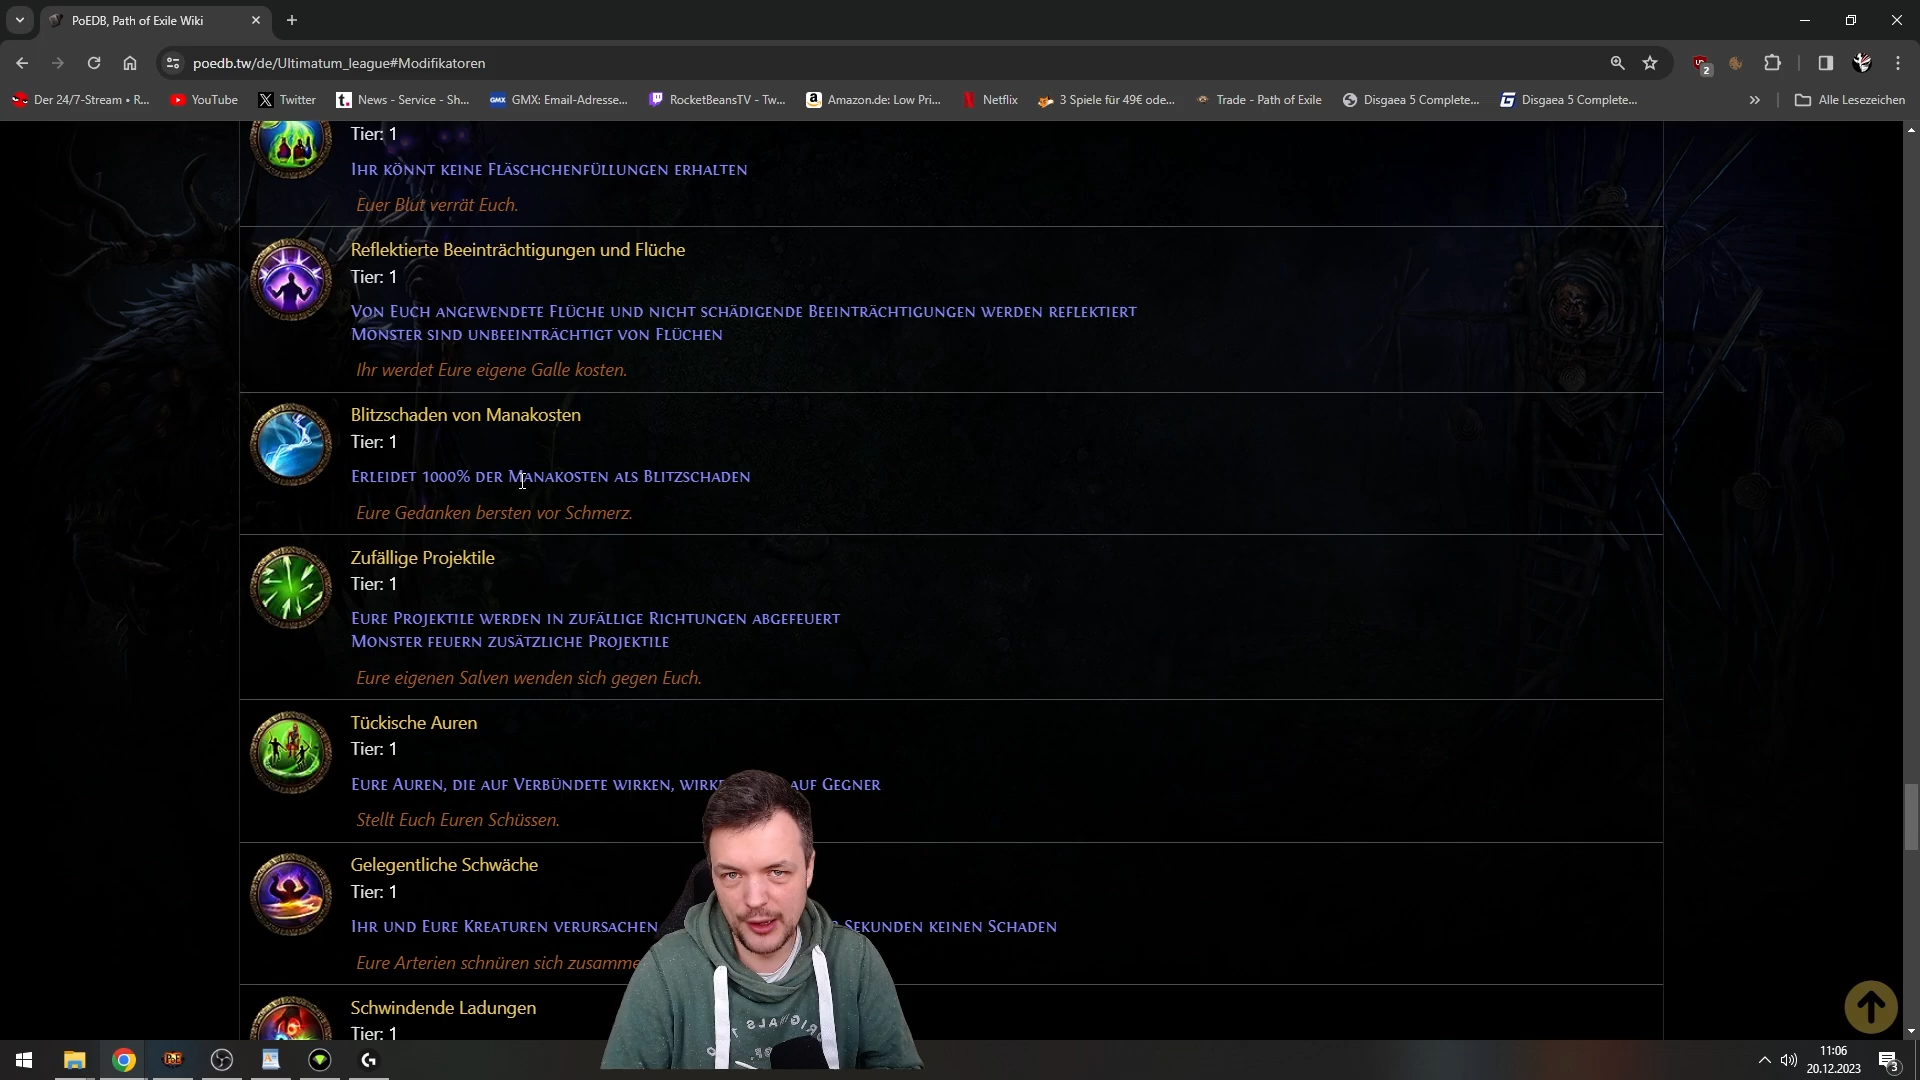 PoEDB, Path of Exile Wiki
poedb.tw/de/Ultimatum_league#Modifikatoren
2
Der 24/7-Stream • R...
YouTube
Twitter
News - Service - Sh...
GMX: Email-Adresse...
RocketBeansTV - Tw...
Amazon.de: Low Pri...
Netflix
3 Spiele für 49€ ode...
Trade - Path of Exile
Disgaea 5 Complete...
Disgaea 5 Complete...
Alle Lesezeichen
Tier: 1
Ihr könnt keine Fläschchenfüllungen erhalten
Euer Blut verrät Euch.
Reflektierte Beeinträchtigungen und Flüche
Tier: 1
Von Euch angewendete Flüche und nicht schädigende Beeinträchtigungen werden reflektiert
Monster sind unbeeinträchtigt von Flüchen
Ihr werdet Eure eigene Galle kosten.
Blitzschaden von Manakosten
Tier: 1
Erleidet 1000% der Manakosten als Blitzschaden
Eure Gedanken bersten vor Schmerz.
Zufällige Projektile
Tier: 1
Eure Projektile werden in zufällige Richtungen abgefeuert
Monster feuern zusätzliche Projektile
Eure eigenen Salven wenden sich gegen Euch.
Tückische Auren
Tier: 1
Eure Auren, die auf Verbündete wirken, auf Gegner
Stellt Euch Euren Schüssen.
Gelegentliche Schwäche
Tier: 1
Ihr und Eure Kreaturen verursachen Sekunden keinen Schaden
Eure Arterien schnüren sich
Schwindende Ladungen
Tier: 1
11:06
20.12.2023
3